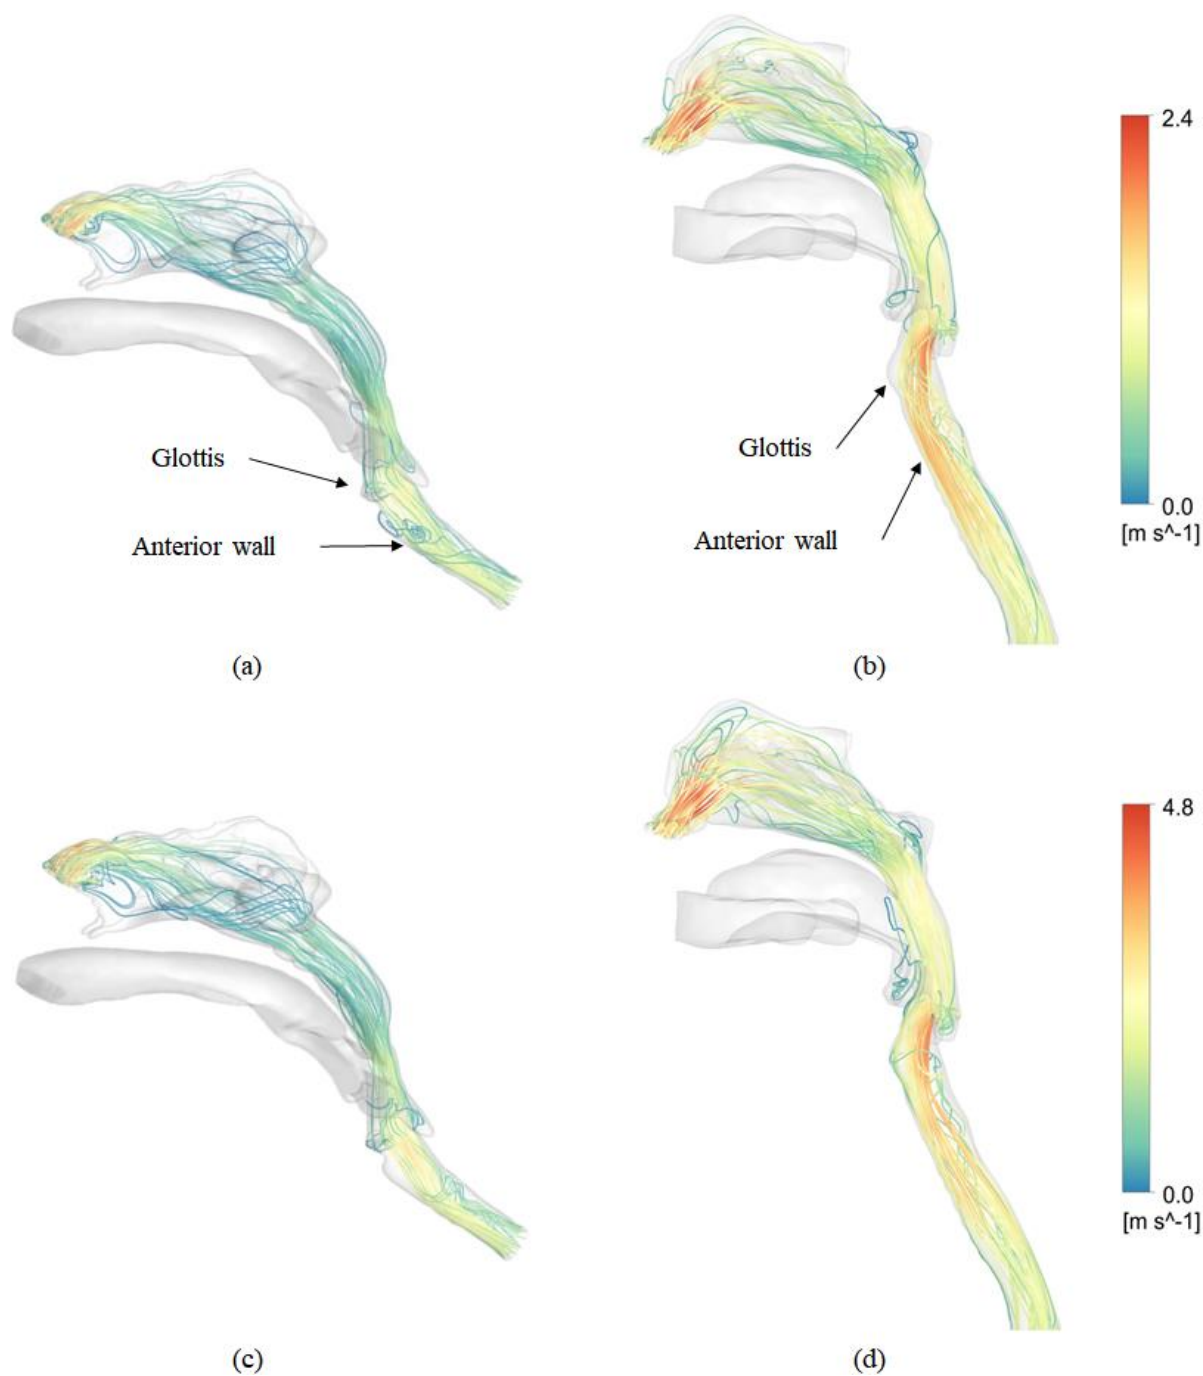 2.4
Glottis
Glottis
Anterior wall
Anterior wall
0.0
[m s^-1]
(a)
(b)
4.8
0.0
[m s^-1]
(c)
(d)